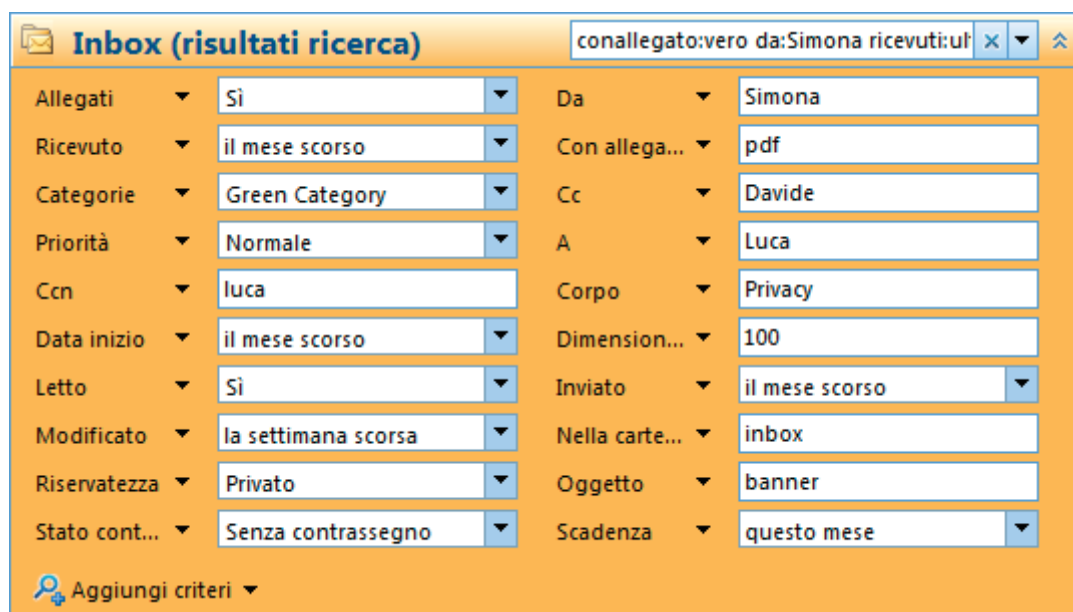 Inbox (risultati ricerca) conallegato:vero da:Simona ricevuti:ul
Allegati Sì Da Simona
Ricevuto il mese scorso Con allega... pdf
Categorie Green Category Cc Davide
Priorità Normale A Luca
Ccn luca Corpo Privacy
Data inizio il mese scorso Dimension... 100
Letto Sì Inviato il mese scorso
Modificato la settimana scorsa Nella carte... inbox
Riservatezza Privato Oggetto banner
Stato cont... Senza contrassegno Scadenza questo mese
Aggiungi criteri